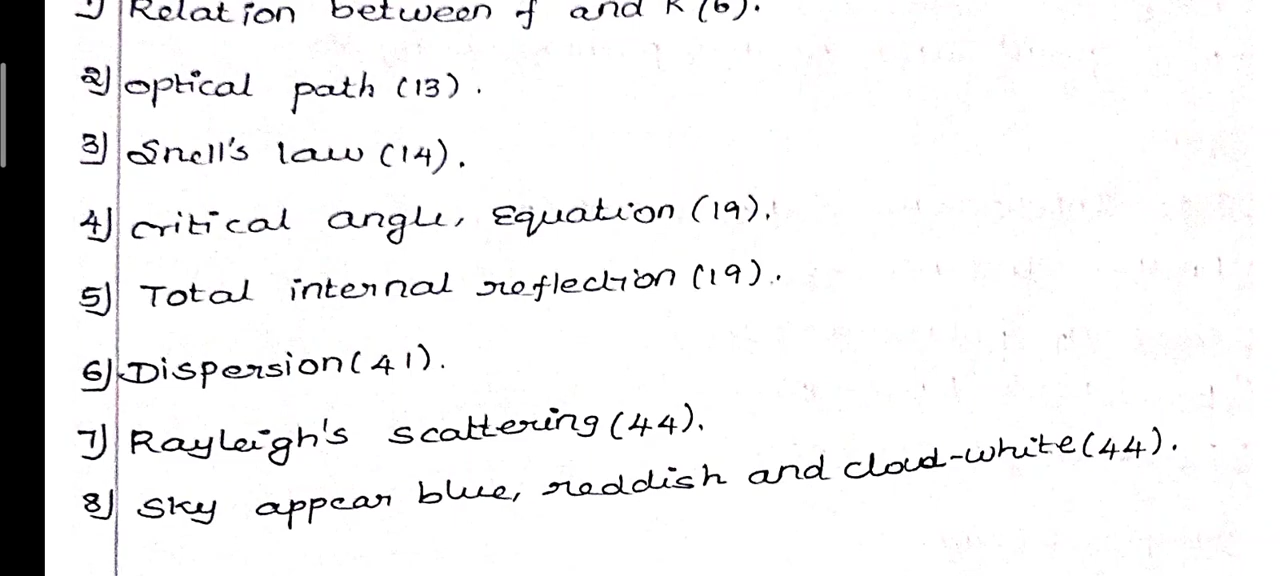 1) Relation between f and R (6).
2) optical path (13).
3) Snell's law (14).
4) critical angle, Equation (19).
5) Total internal reflection (19).
6) Dispersion (41).
7) Rayleigh's scattering (44).
8) Sky appear blue, reddish and cloud-white (44).